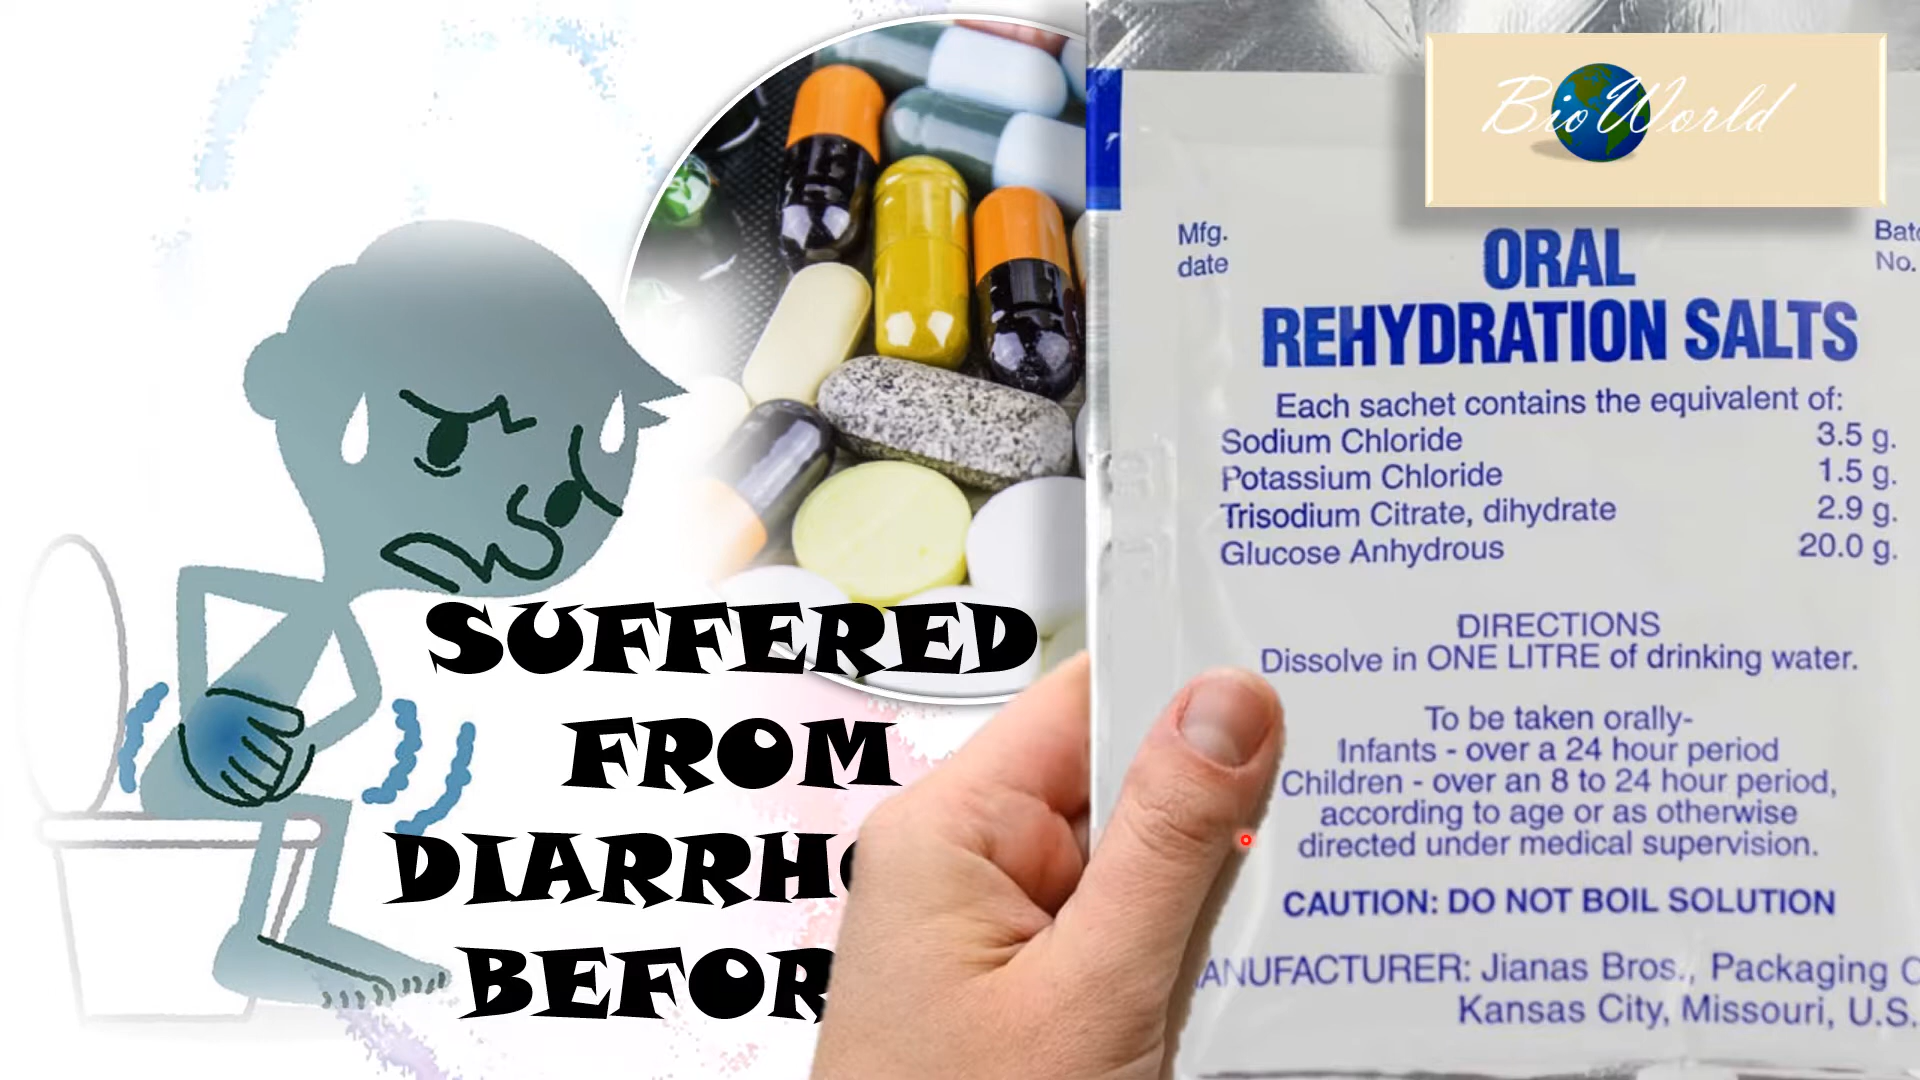 SUFFERED
FROM
DIARRH
BEFOR
BioWorld
Mfg.
date
No.
ORAL
REHYDRATION SALTS
Each sachet contains the equivalent of:
Sodium Chloride 3.5 g.
Potassium Chloride 1.5 g.
Trisodium Citrate, dihydrate 2.9 g.
Glucose Anhydrous 20.0 g.
DIRECTIONS
Dissolve in ONE LITRE of drinking water.
To be taken orally-
Infants - over a 24 hour period
Children - over an 8 to 24 hour period,
according to age or as otherwise
directed under medical supervision.
CAUTION: DO NOT BOIL SOLUTION
ANUFACTURER: Jianas Bros., Packaging
Kansas City, Missouri, U.S.